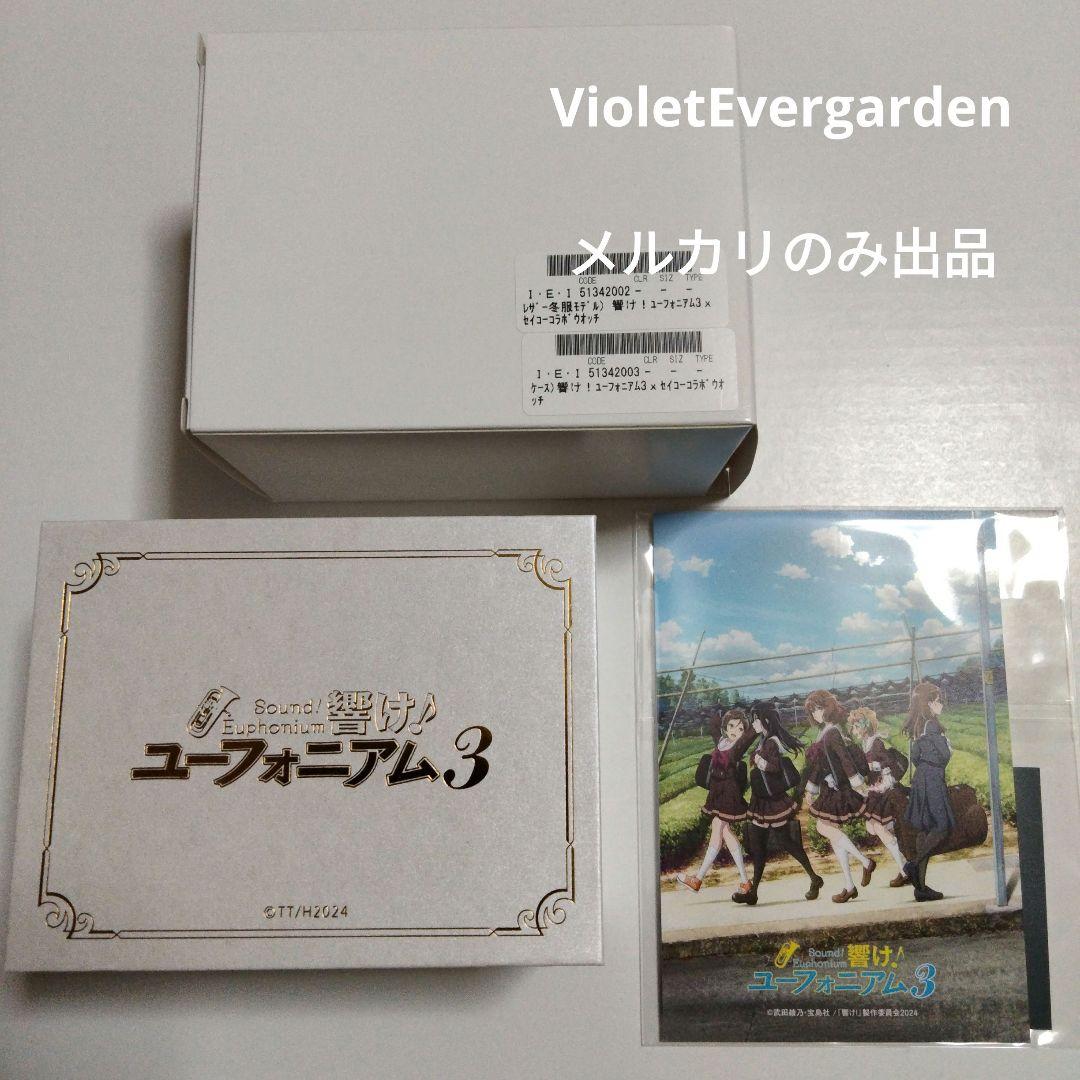 VioletEvergarden
メルカリのみ出品
CODE CLR SIZ TYPE
I・E・I 51342002 - - -
ﾚｻﾞｰ冬服ﾓﾃﾞﾙ) 響け！ﾕｰﾌｫﾆｱﾑ3 x
ｾｲｺｰｺﾗﾎﾞｳｵｯﾁ
CODE CLR SIZ TYPE
I・E・I 51342003 - - -
ｹｰｽ) 響け！ﾕｰﾌｫﾆｱﾑ3 x ｾｲｺｰｺﾗﾎﾞｳｵ
ｯﾁ
Sound!
Euphonium 響け♪
ユーフォニアム3
©TT/H2024
Sound!
Euphonium 響け♪
ユーフォニアム3
©武田綾乃・宝島社／「響け！」製作委員会2024